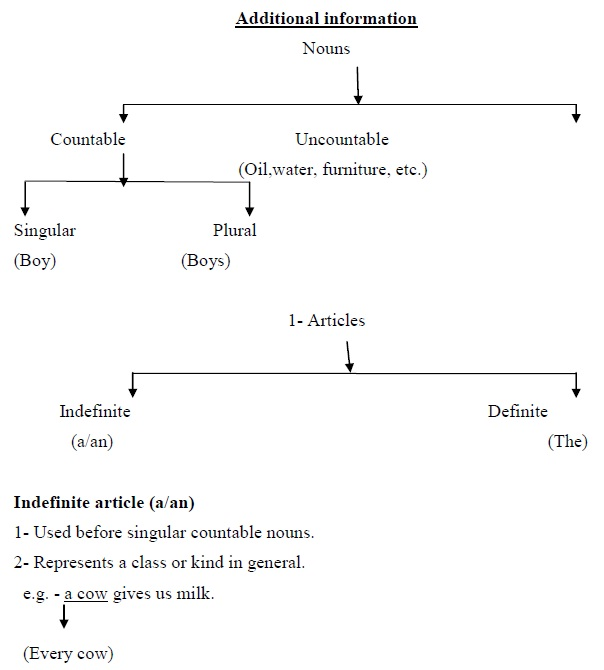 Additional information
Nouns
Countable Uncountable
(Oil,water, furniture, etc.)
Singular Plural
(Boy) (Boys)
1- Articles
Indefinite Definite
(a/an) (The)
Indefinite article (a/an)
1- Used before singular countable nouns.
2- Represents a class or kind in general.
e.g. - a cow gives us milk.
(Every cow)